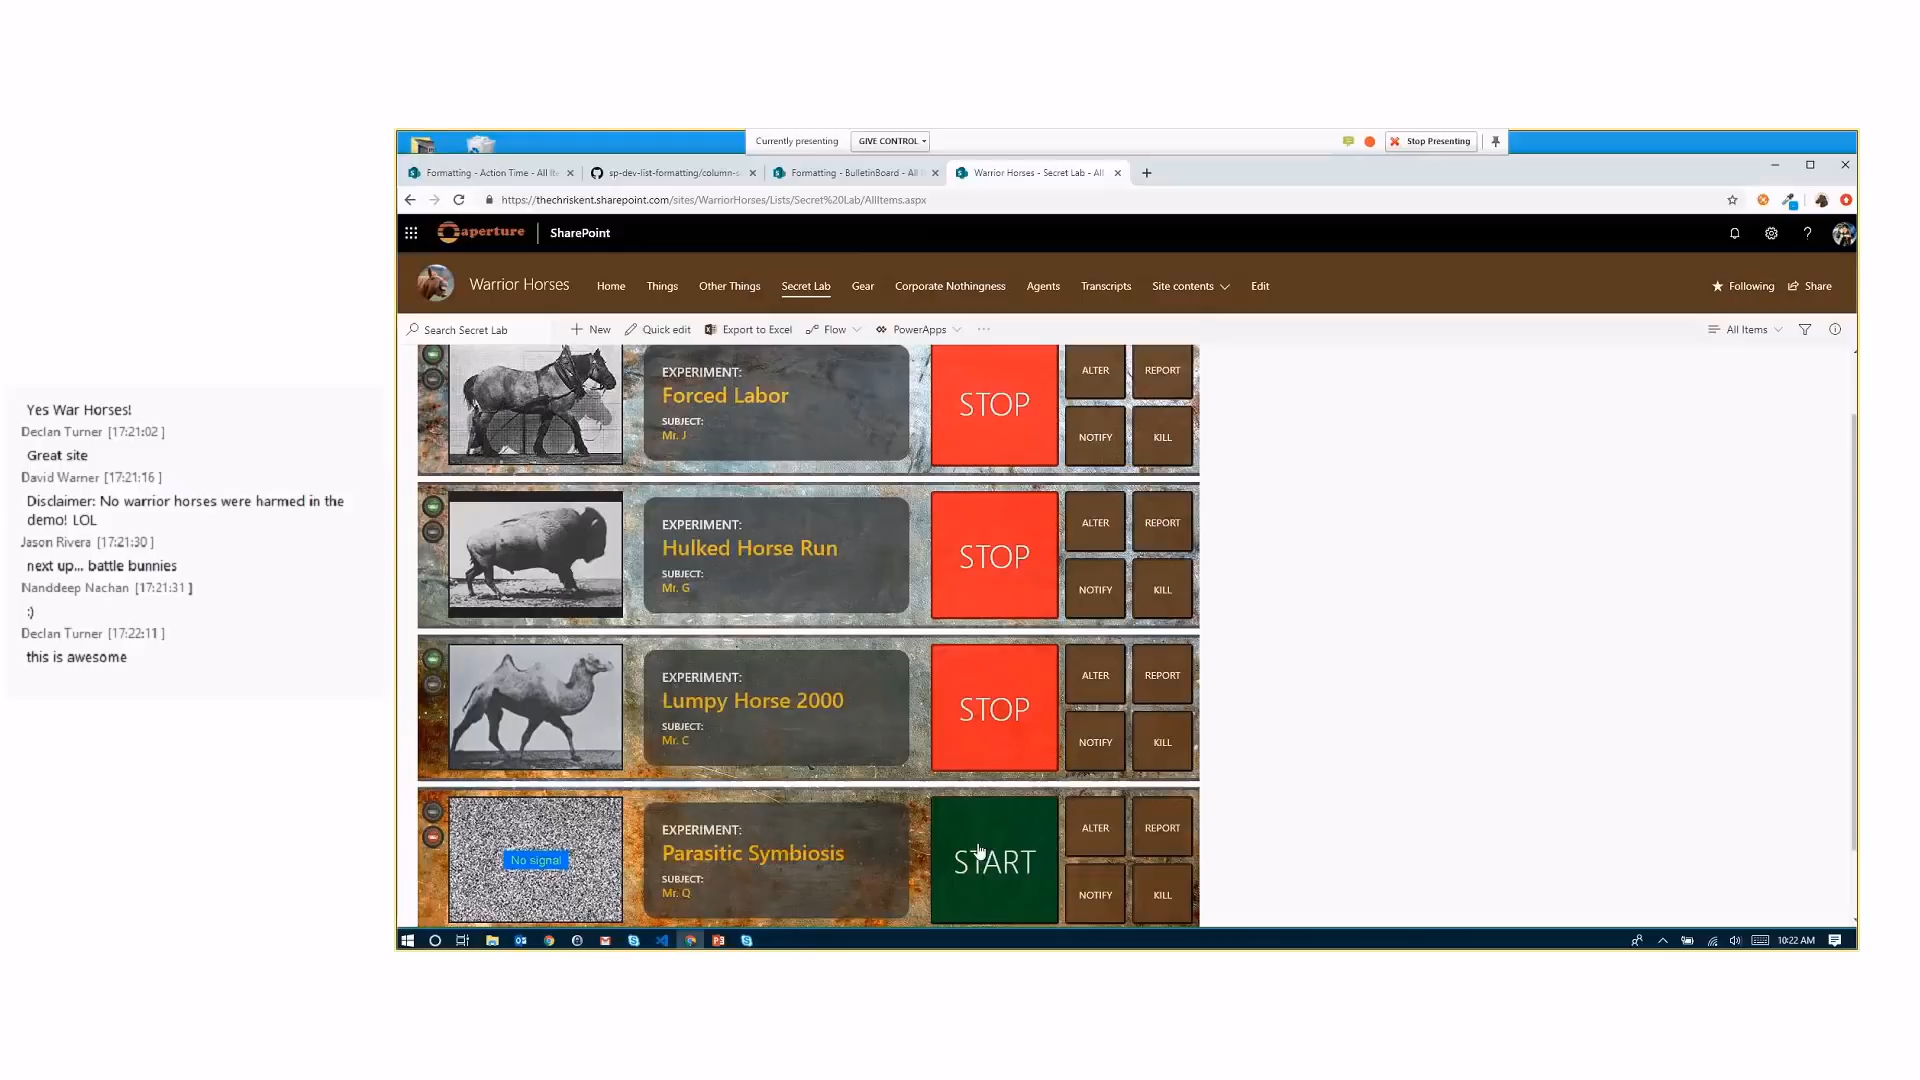 Currently presenting GIVE CONTROL Stop Presenting
Formatting - Action Time - All Ite
sp-dev-list-formatting/column-s
Formatting - BulletinBoard - All I
Warrior Horses - Secret Lab - All
https://thechriskent.sharepoint.com/sites/WarriorHorses/Lists/Secret%20Lab/AllItems.aspx
aperture SharePoint
Warrior Horses Home Things Other Things Secret Lab Gear Corporate Nothingness Agents Transcripts Site contents Edit Following Share
Search Secret Lab New Quick edit Export to Excel Flow PowerApps ... All Items
Yes War Horses!
Declan Turner [17:21:02 ]
Great site
David Warner [17:21:16 ]
Disclaimer: No warrior horses were harmed in the
demo! LOL
Jason Rivera [17:21:30 ]
next up... battle bunnies
Nanddeep Nachan [17:21:31 ]
:)
Declan Turner [17:22:11 ]
this is awesome
EXPERIMENT:
Forced Labor
SUBJECT:
Mr. J
STOP
ALTER REPORT
NOTIFY KILL
EXPERIMENT:
Hulked Horse Run
SUBJECT:
Mr. G
STOP
ALTER REPORT
NOTIFY KILL
EXPERIMENT:
Lumpy Horse 2000
SUBJECT:
Mr. C
STOP
ALTER REPORT
NOTIFY KILL
No signal
EXPERIMENT:
Parasitic Symbiosis
SUBJECT:
Mr. Q
START
ALTER REPORT
NOTIFY KILL
10:22 AM